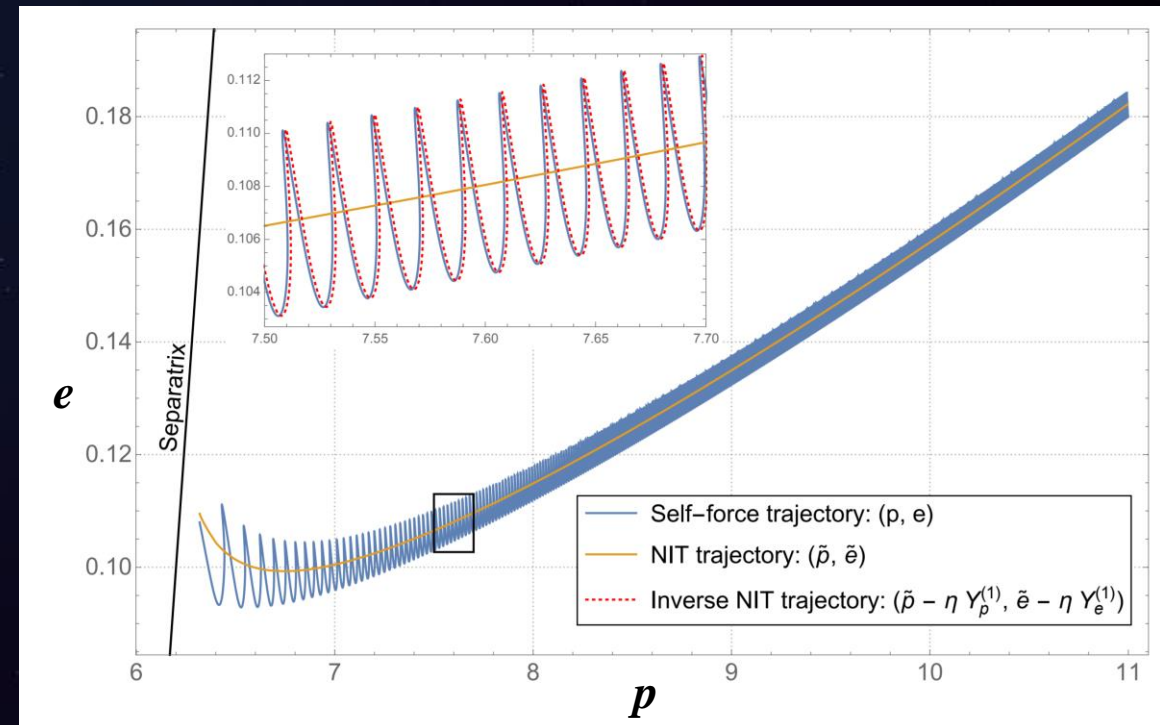 0.18
0.16
0.14
0.12
0.10
e
Separatrix
0.112
0.110
0.108
0.106
0.104
7.50 7.55 7.60 7.65 7.70
Self-force trajectory: (p, e)
NIT trajectory: (p̃, ẽ)
Inverse NIT trajectory: (p̃ − η Y_p^(1), ẽ − η Y_e^(1))
6 7 8 9 10 11
p